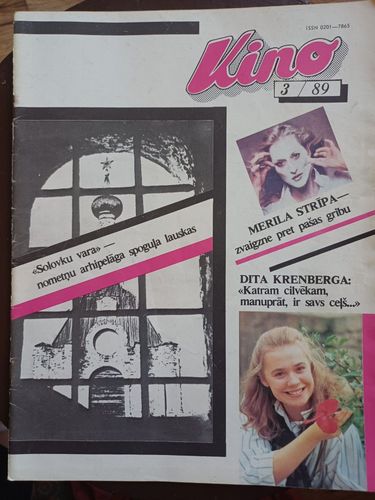 ISSN 0201—7865
Kino
3 / 89
MERILA STRĪPA—
zvaigzne pret pašas gribu
«Solovku vara» —
nometņu arhipelāga spoguļa lauskas
DITA KRENBERGA:
«Katram cilvēkam,
manuprāt, ir savs ceļš...»